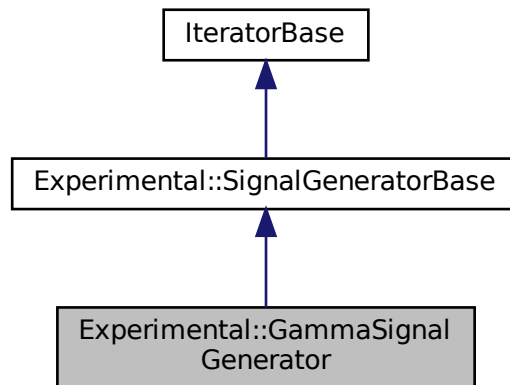 IteratorBase
Experimental::SignalGeneratorBase
Experimental::GammaSignal
Generator